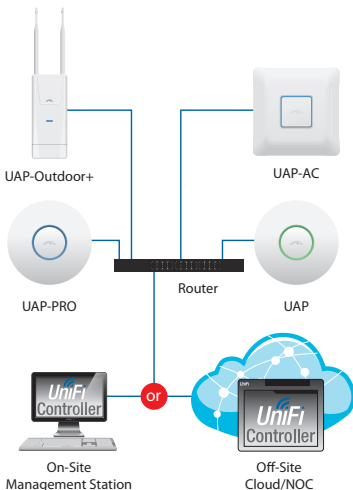 UAP-Outdoor+
UAP-AC
UAP-PRO
Router
UAP
UniFi
Controller
or
UniFi
UniFi
Controller
On-Site
Management Station
Off-Site
Cloud/NOC